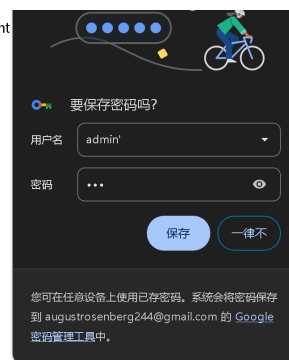 nt
要保存密码吗?
用户名
admin'
密码
•••
保存
一律不
您可在任意设备上使用已存密码。系统会将密码保存
到 augustrosenberg244@gmail.com 的 Google
密码管理工具中。